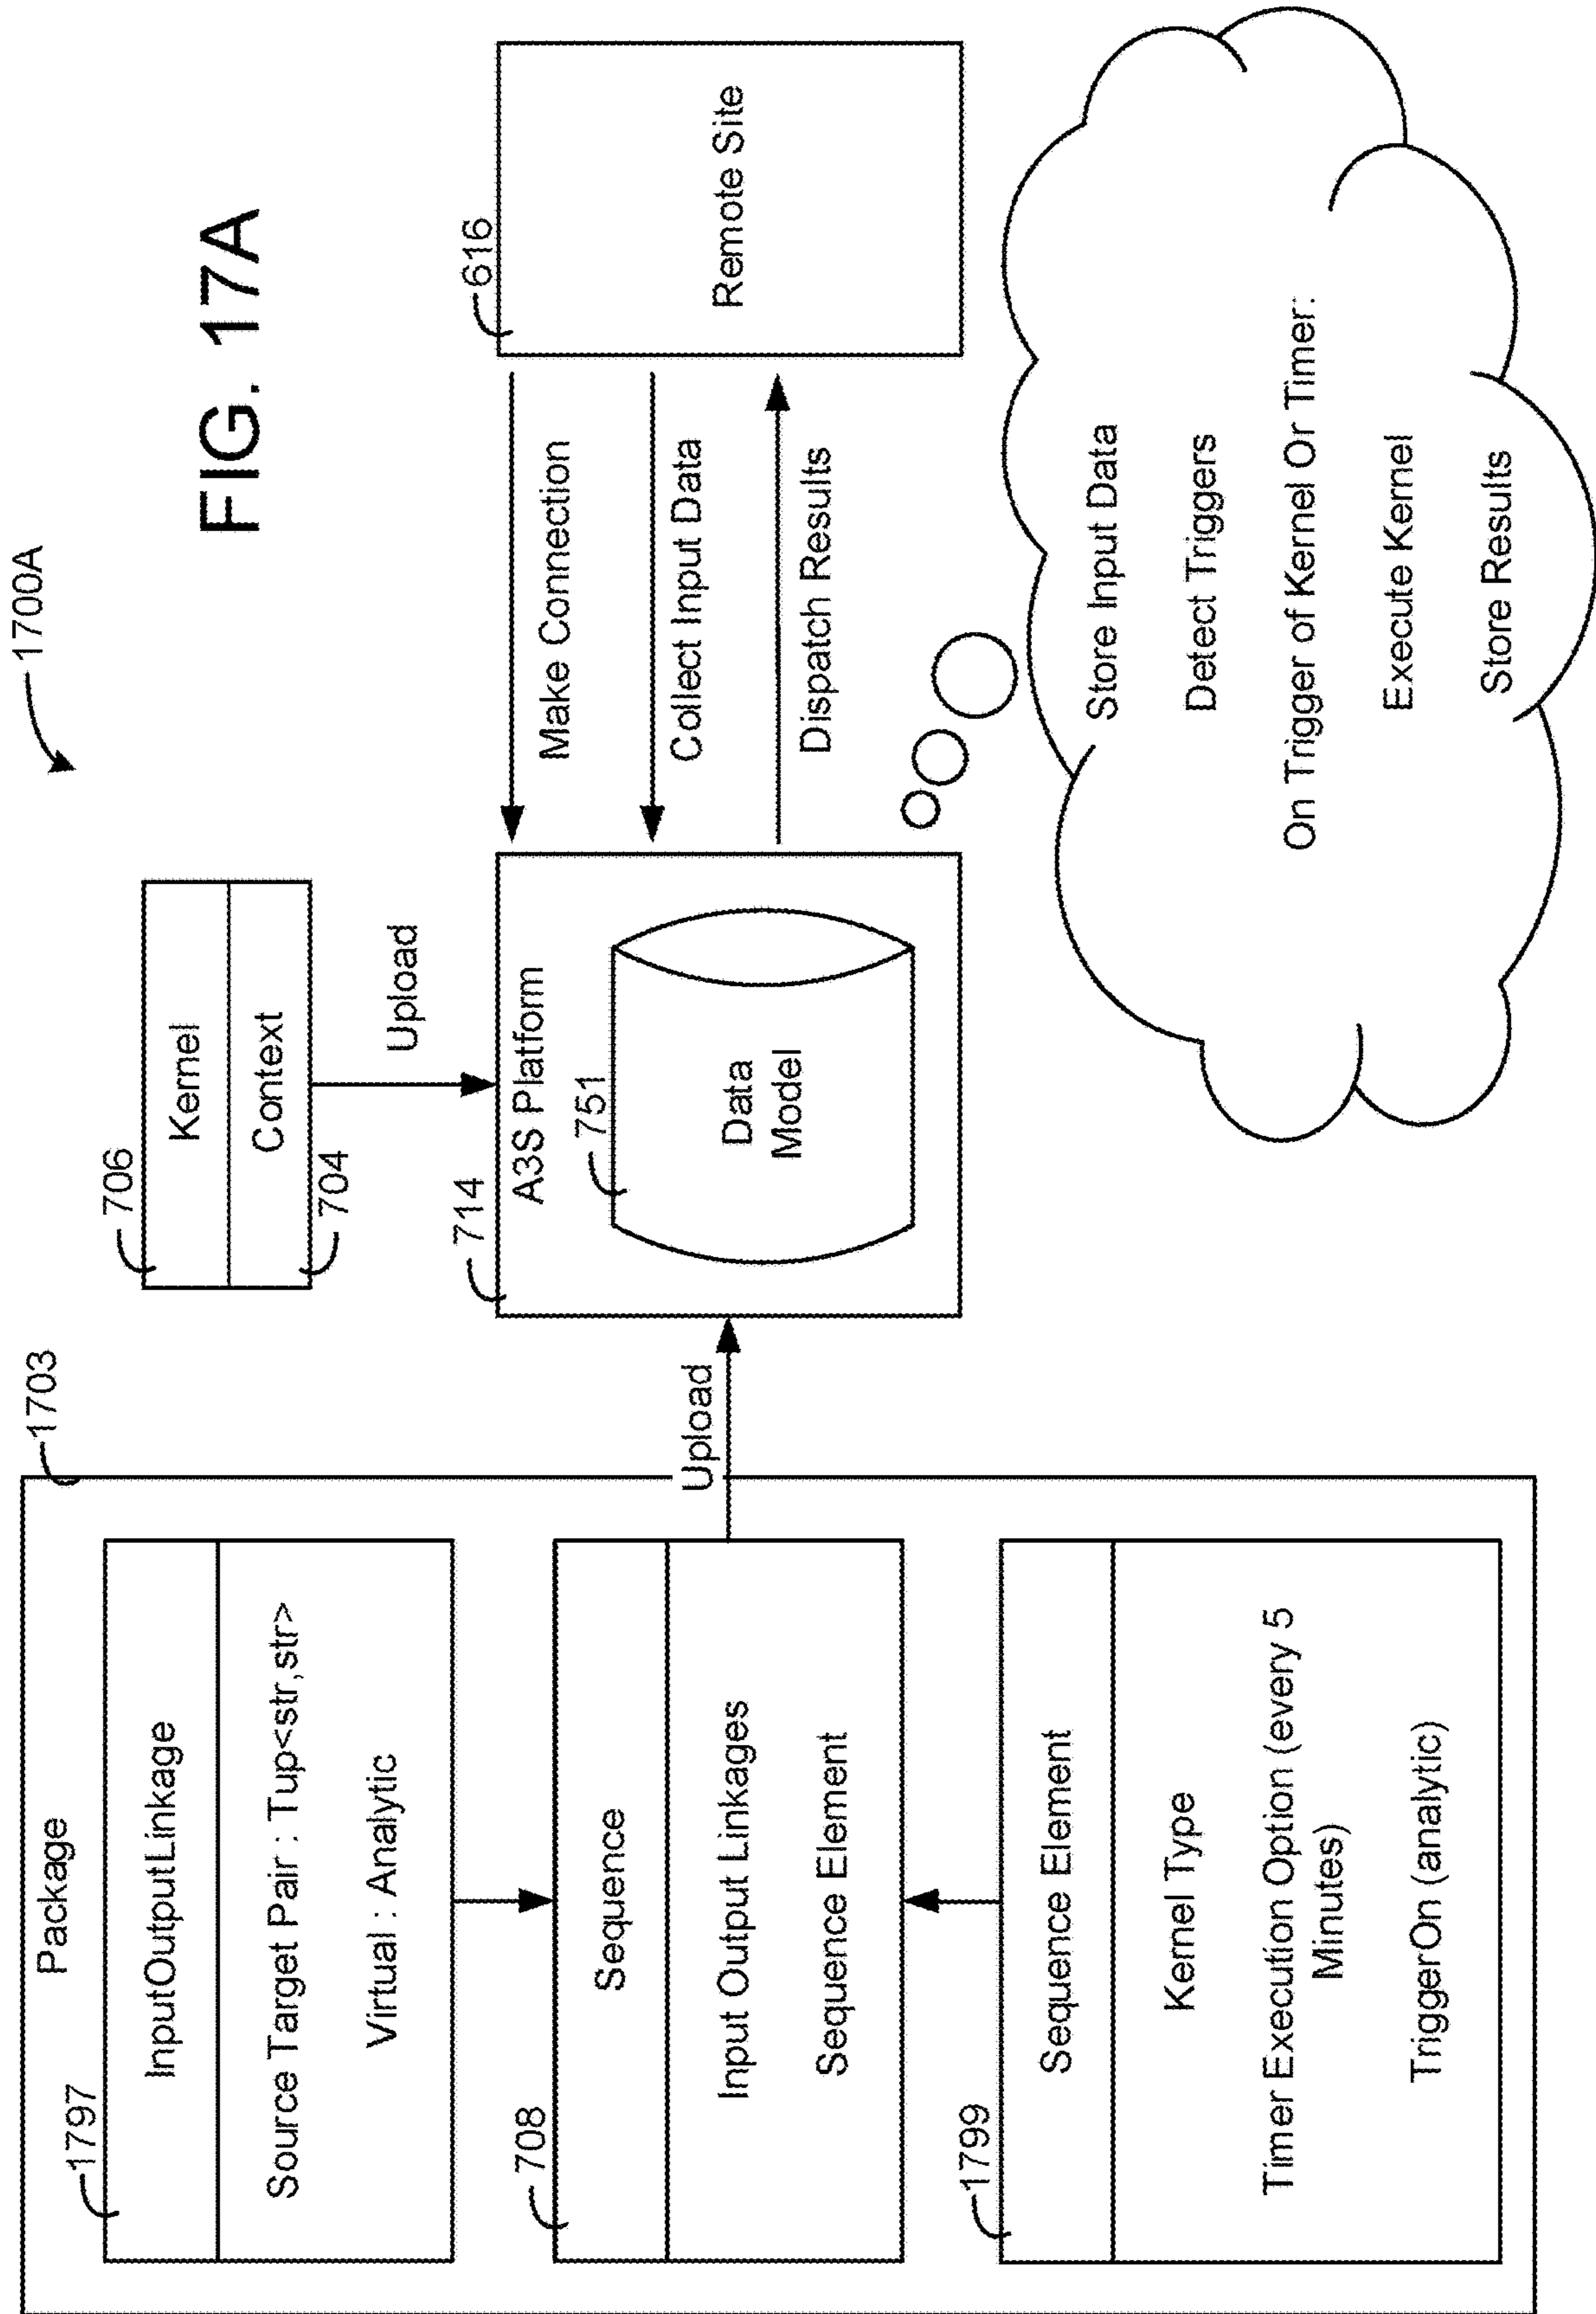 1700A
FIG. 17A
Package
1703
1797
InputOutputLinkage
Source Target Pair : Tup<str,str>
Virtual : Analytic
708
Sequence
Input Output Linkages
Sequence Element
1799
Sequence Element
Kernel Type
Timer Execution Option (every 5
Minutes)
TriggerOn (analytic)
Upload
706
Kernel
Context
704
Upload
714
A3S Platform
751
Data
Model
Make Connection
Collect Input Data
Dispatch Results
616
Remote Site
Store Input Data
Detect Triggers
On Trigger of Kernel Or Timer:
Execute Kernel
Store Results